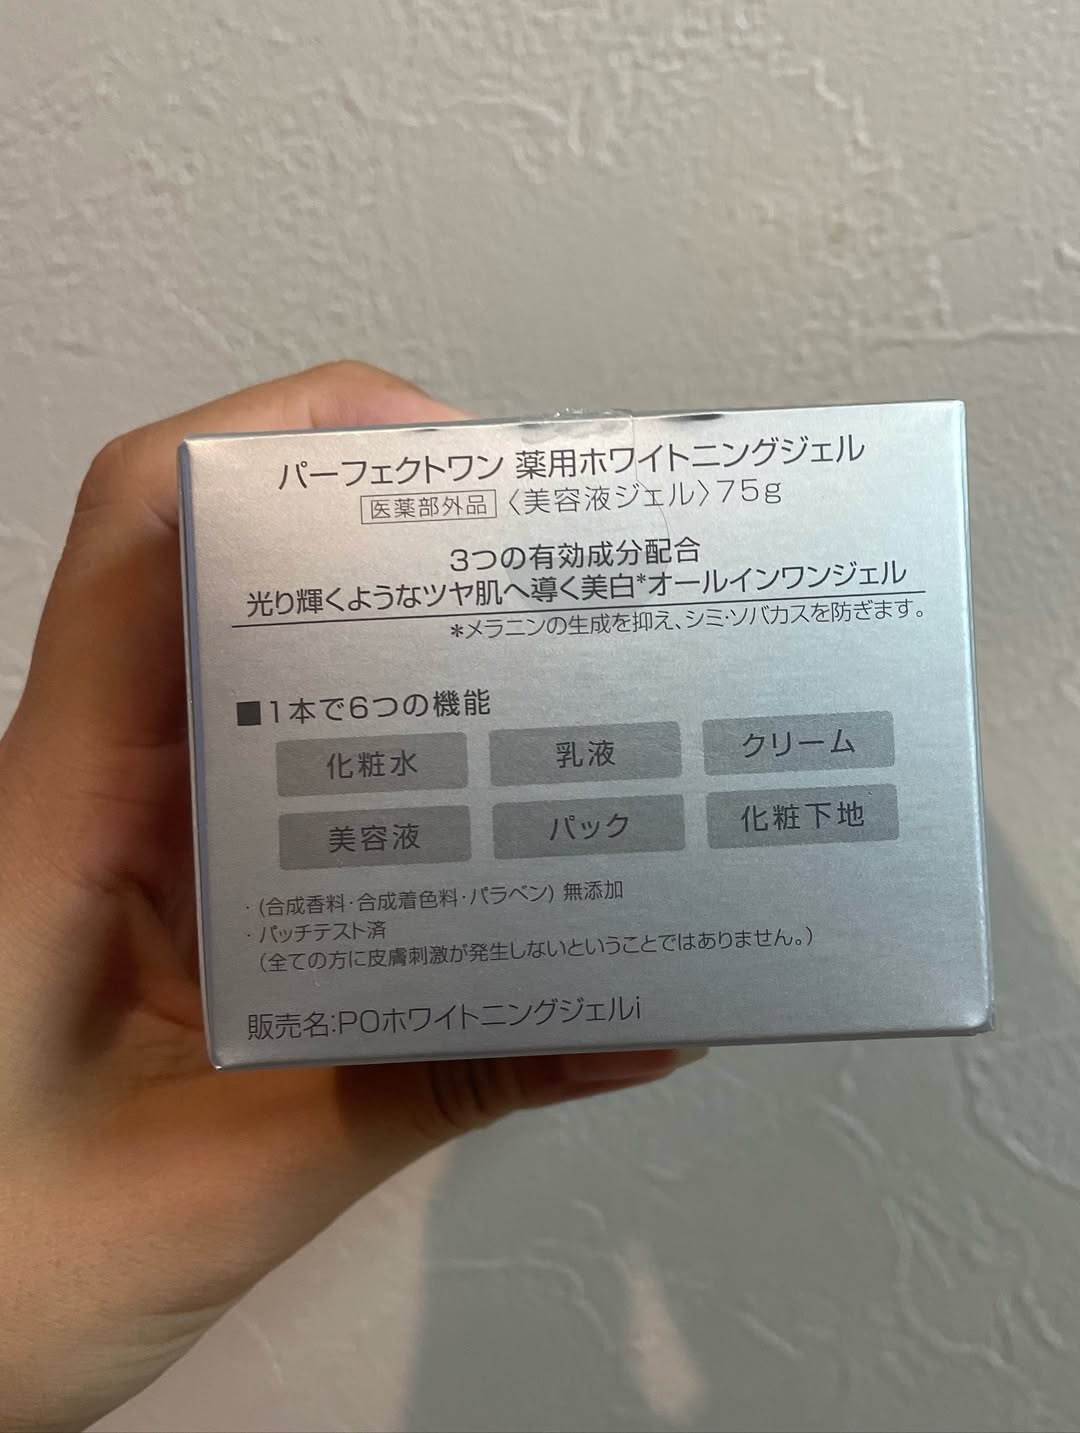 パーフェクトワン 薬用ホワイトニングジェル
医薬部外品 〈美容液ジェル〉75g
3つの有効成分配合
光り輝くようなツヤ肌へ導く美白*オールインワンジェル
*メラニンの生成を抑え、シミ・ソバカスを防ぎます。
■1本で6つの機能
化粧水 乳液 クリーム
美容液 パック 化粧下地
・(合成香料・合成着色料・パラベン) 無添加
・パッチテスト済
(全ての方に皮膚刺激が発生しないということではありません。)
販売名:POホワイトニングジェルi